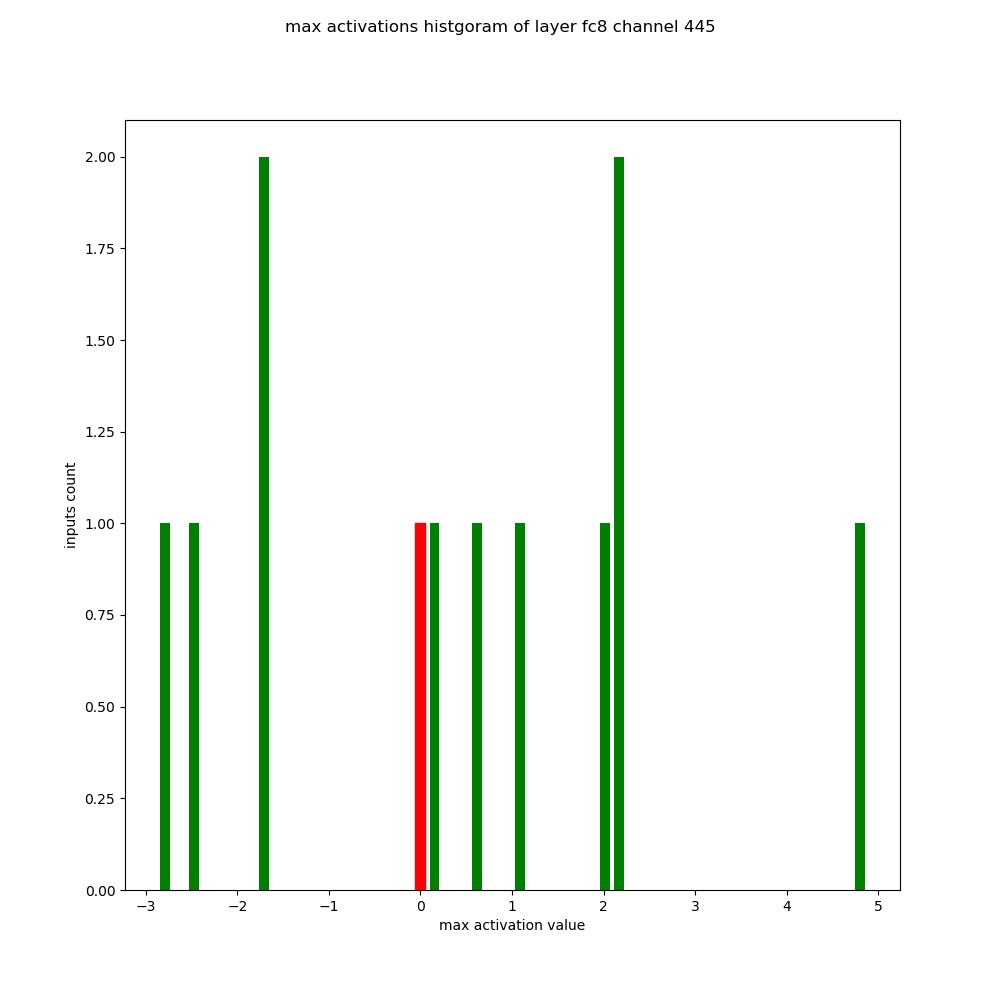 max activations histgoram of layer fc8 channel 445
2.00
1.75
1.50
1.25
1.00
0.75
0.50
0.25
0.00
inputs count
−3 −2 −1 0 1 2 3 4 5
max activation value